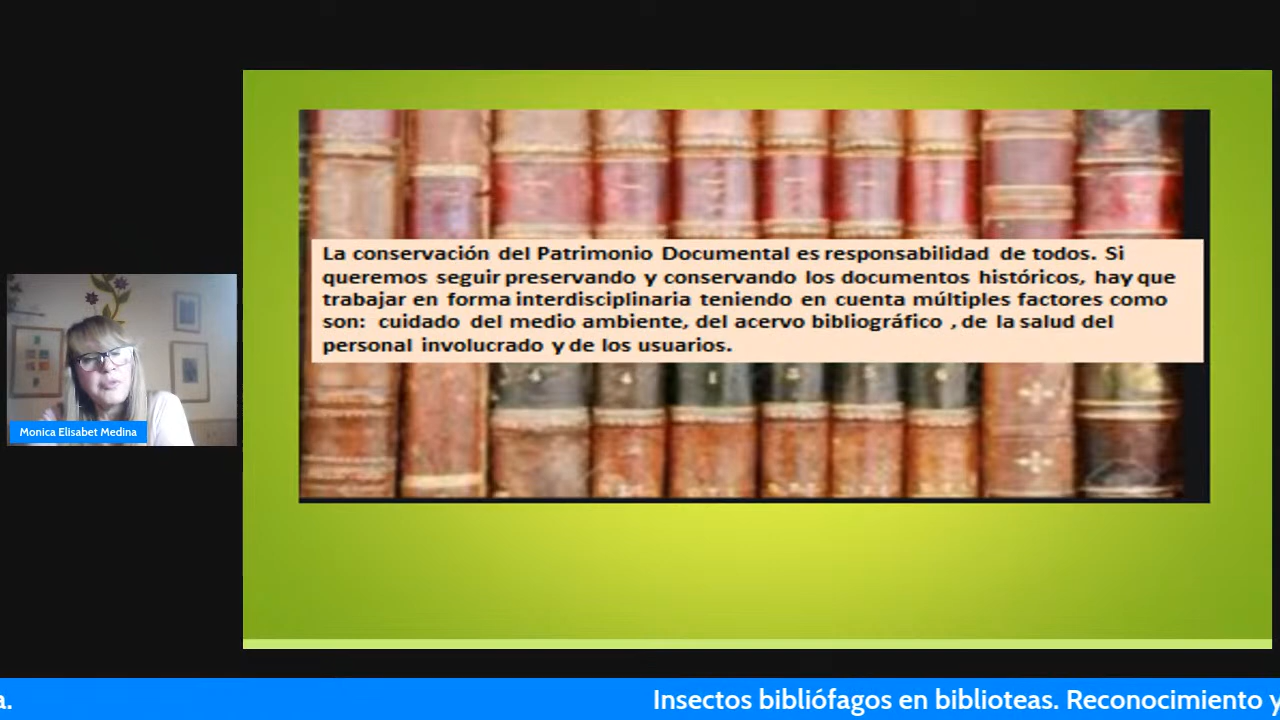 La conservación del Patrimonio Documental es responsabilidad de todos. Si
queremos seguir preservando y conservando los documentos históricos, hay que
trabajar en forma interdisciplinaria teniendo en cuenta múltiples factores como
son: cuidado del medio ambiente, del acervo bibliográfico , de la salud del
personal involucrado y de los usuarios.
Monica Elisabet Medina
a. Insectos bibliófagos en biblioteas. Reconocimiento y